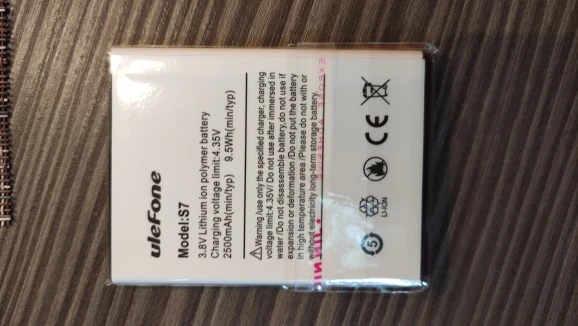 uleFone
Model:S7
3.8V Lithium ion polymer battery
Charging voltage limit:4.35V
2500mAh(min/typ) 9.5Wh(min/typ)
⚠Warning /use only the specified charger, charging
voltage limit:4.35V/ Do not use after immersed in
water /Do not disassemble battery,do not use if
expansion or deformation /Do not put the battery
in high temperature area /Please do not with or
without electricity long-term storage battery.
5
LI-ION
CE